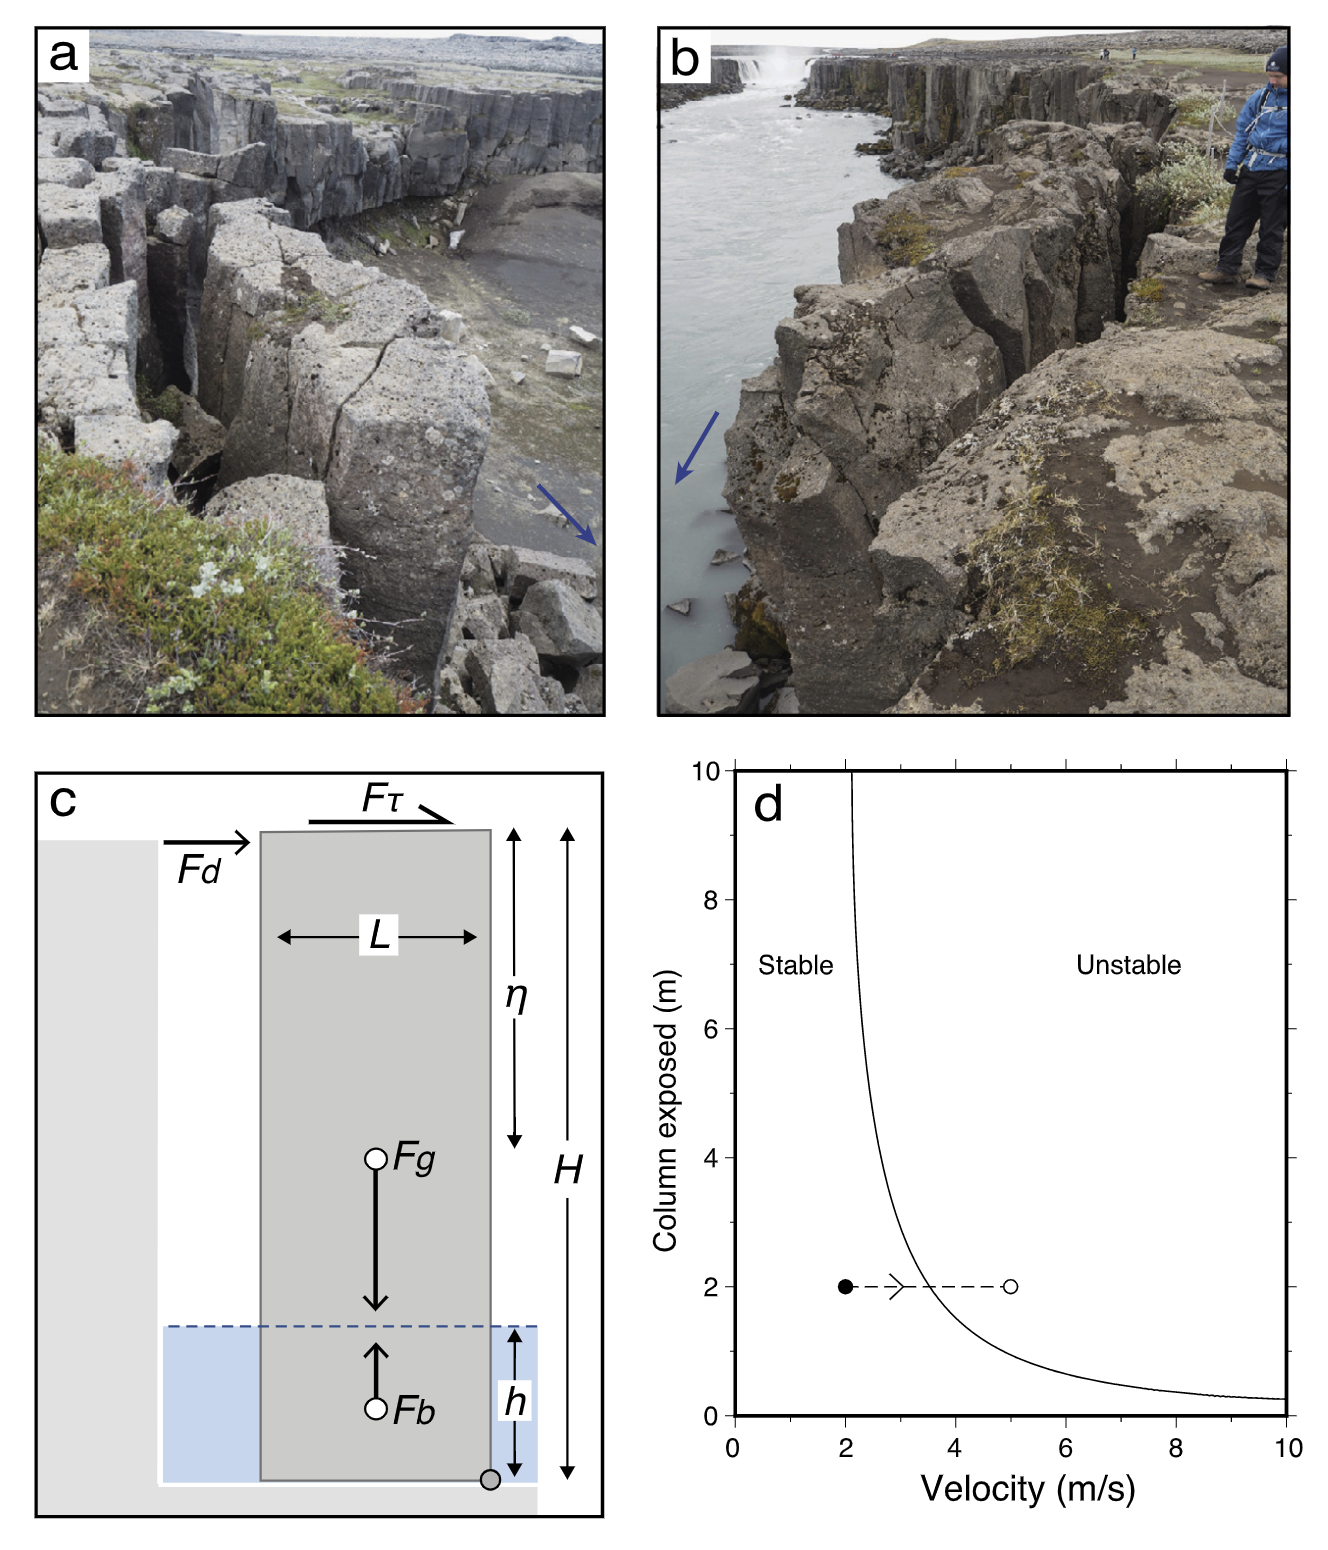 a
b
c
Fτ
Fd
L
η
Fg
H
Fb
h
d
10
8
6
4
2
0
Column exposed (m)
Stable
Unstable
0 2 4 6 8 10
Velocity (m/s)